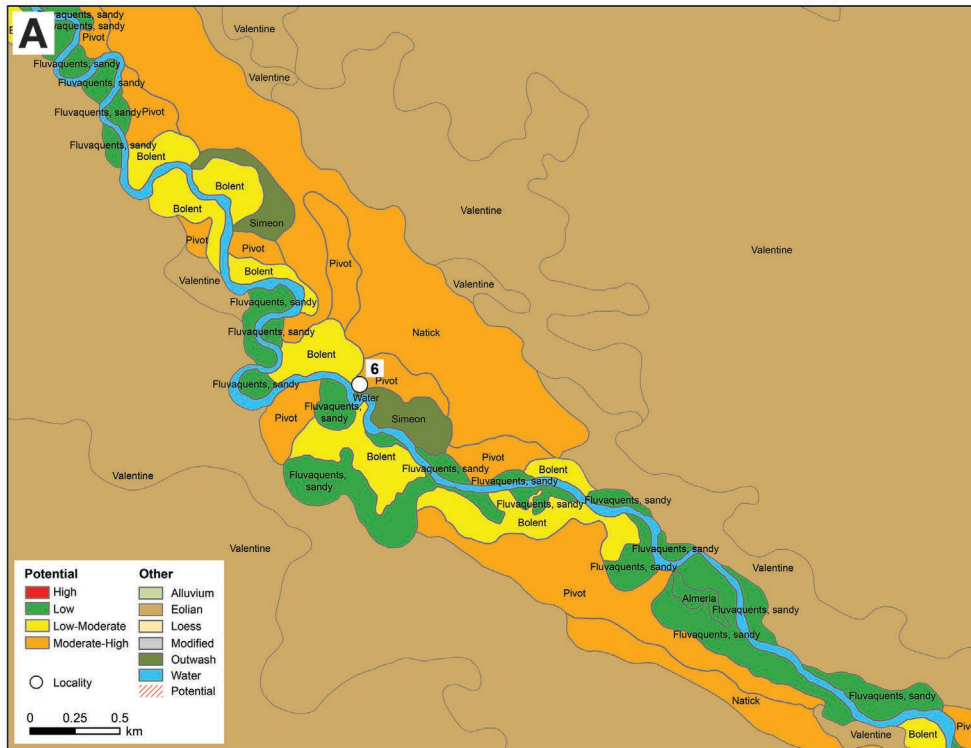 A
Fluvaquents, sandy
Fluvaquents, sandy
Bo
Pivot
Valentine
Fluvaquents, sandy
Valentine
Fluvaquents, sandy
Valentine
Fluvaquents, sandy
Pivot
Fluvaquents, sandy
Bolent
Bolent
Bolent
Simeon
Valentine
Pivot
Pivot
Valentine
Pivot
Bolent
Valentine
Valentine
Fluvaquents, sandy
Fluvaquents, sandy
Natick
Bolent
6
Fluvaquents, sandy
Pivot
Water
Fluvaquents,
sandy
Pivot
Simeon
Bolent
Pivot
Fluvaquents, sandy
Bolent
Fluvaquents,
sandy
Valentine
Fluvaquents, sandy
Fluvaquents, sandy
Fluvaquents, sandy
Bolent
Valentine
Fluvaquents, sandy
Fluvaquents, sandy
Valentine
Pivot
Almeria
Fluvaquents, sandy
Fluvaquents, sandy
Fluvaquents, sandy
Natick
Pivo
Valentine
Bolent
Potential
High
Low
Low-Moderate
Moderate-High
Locality
0 0.25 0.5
km
Other
Alluvium
Eolian
Loess
Modified
Outwash
Water
Potential